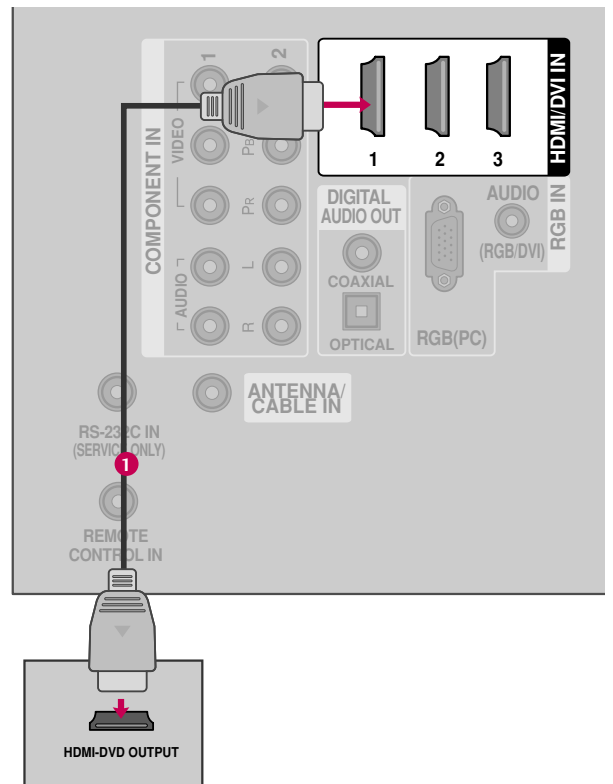 COMPONENT IN
VIDEO
AUDIO
1
2
PB
PR
L
R
HDMI/DVI IN
1
2
3
DIGITAL
AUDIO OUT
COAXIAL
OPTICAL
RGB IN
AUDIO
(RGB/DVI)
RGB(PC)
ANTENNA/
CABLE IN
RS-232C IN
(SERVICE ONLY)
1
REMOTE
CONTROL IN
HDMI-DVD OUTPUT